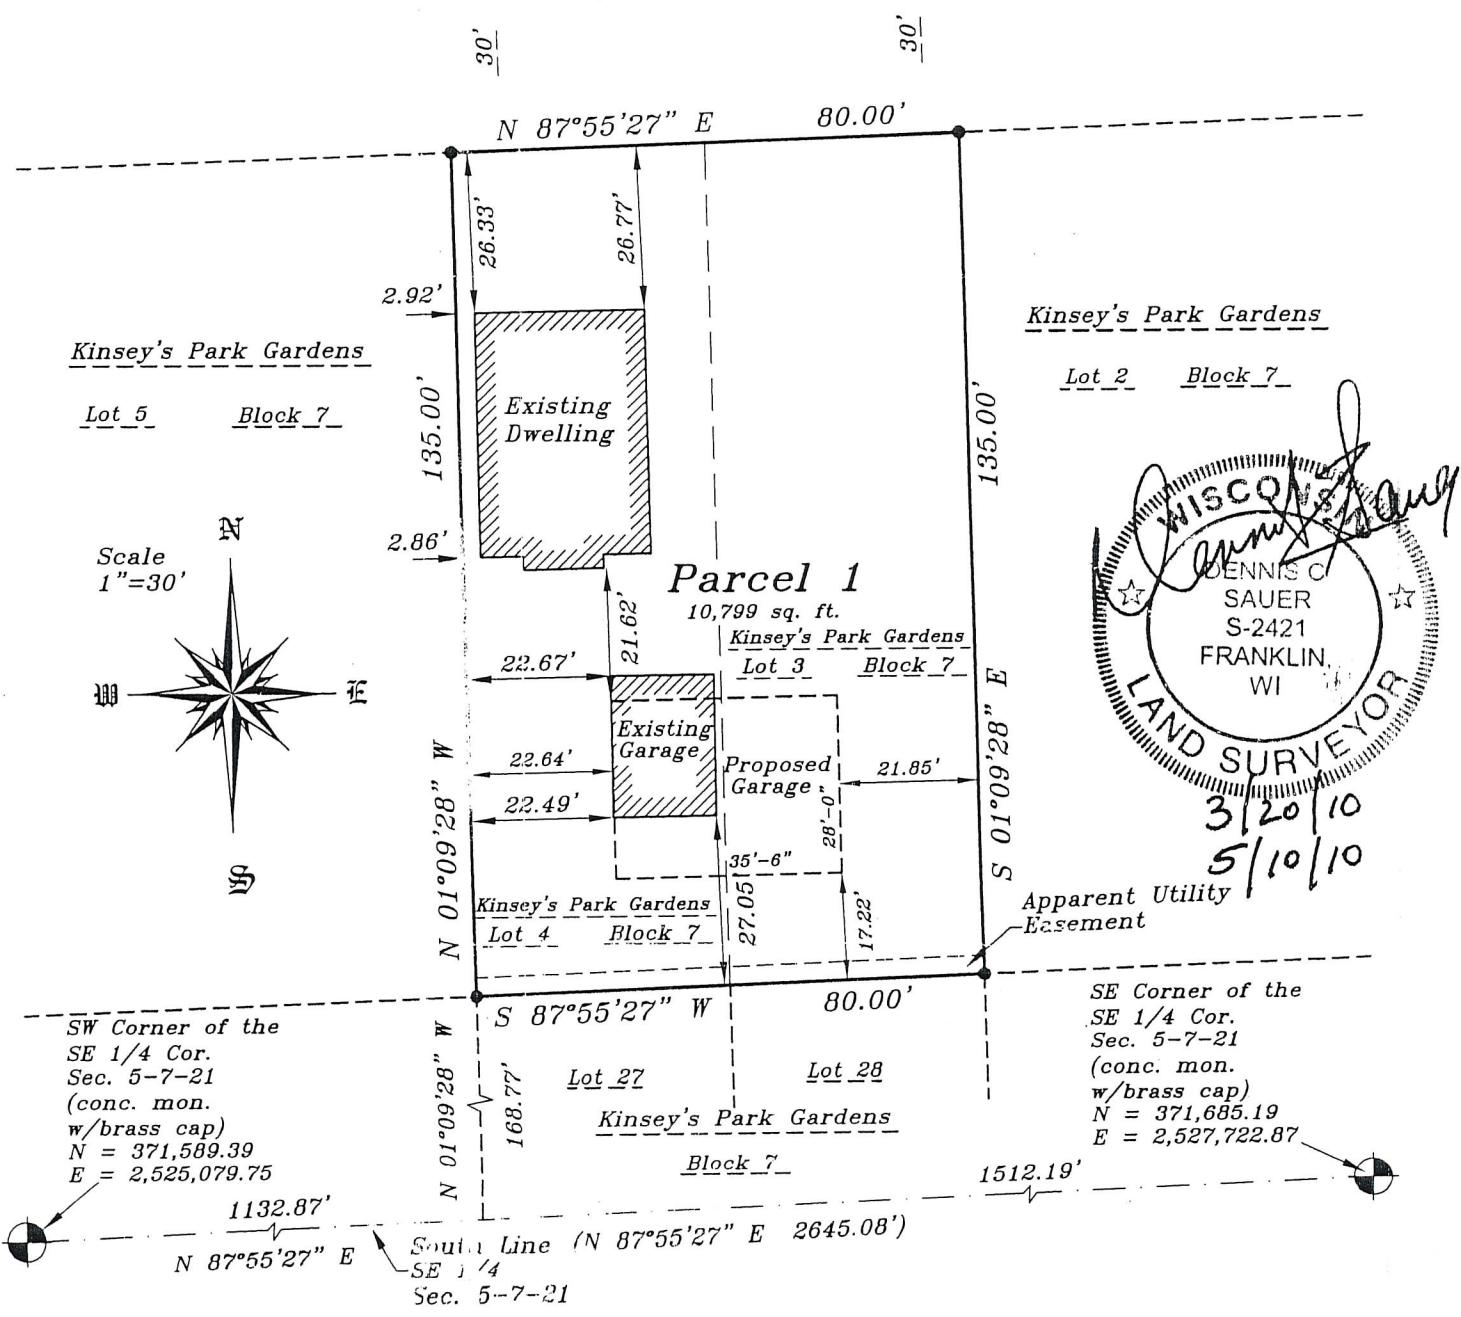 30'
30'
N 87°55'27" E
80.00'
26.33'
26.77'
2.92'
Kinsey's Park Gardens
Lot 5 Block 7
Kinsey's Park Gardens
Lot 2 Block 7
135.00'
135.00'
Existing
Dwelling
N
W
E
S
Scale
1"=30'
2.86'
Parcel 1
10,799 sq. ft.
21.62'
Kinsey's Park Gardens
Lot 3 Block 7
WISCONSIN
DENNIS C
SAUER
S-2421
FRANKLIN,
WI
LAND SURVEYOR
3/20/10
5/10/10
22.67'
22.64'
22.49'
Existing
Garage
Proposed
Garage
21.85'
28'-0"
35'-6"
N 01°09'28" W
S 01°09'28" E
27.05'
17.22'
Kinsey's Park Gardens
Lot 4 Block 7
Apparent Utility
Easement
S 87°55'27" W
80.00'
SW Corner of the
SE 1/4 Cor.
Sec. 5-7-21
(conc. mon.
w/brass cap)
N = 371,589.39
E = 2,525,079.75
N 01°09'28" W
168.77'
Lot 27
Lot 28
Kinsey's Park Gardens
Block 7
SE Corner of the
SE 1/4 Cor.
Sec. 5-7-21
(conc. mon.
w/brass cap)
N = 371,685.19
E = 2,527,722.87
1132.87'
1512.19'
N 87°55'27" E
South Line (N 87°55'27" E 2645.08')
SE 1/4
Sec. 5-7-21